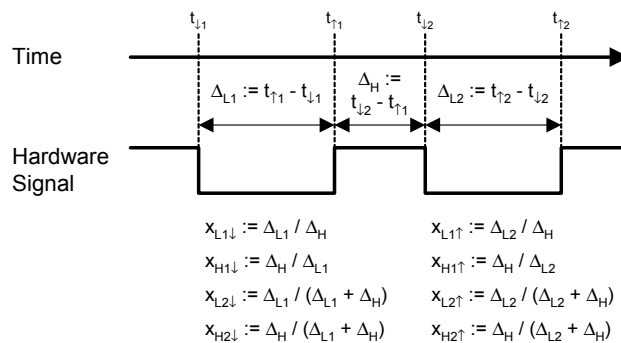 t↓1 t↑1 t↓2 t↑2
Time
ΔL1 := t↑1 - t↓1
ΔH :=
t↓2 - t↑1
ΔL2 := t↑2 - t↓2
Hardware
Signal
xL1↓ := ΔL1 / ΔH
xH1↓ := ΔH / ΔL1
xL2↓ := ΔL1 / (ΔL1 + ΔH)
xH2↓ := ΔH / (ΔL1 + ΔH)
xL1↑ := ΔL2 / ΔH
xH1↑ := ΔH / ΔL2
xL2↑ := ΔL2 / (ΔL2 + ΔH)
xH2↑ := ΔH / (ΔL2 + ΔH)